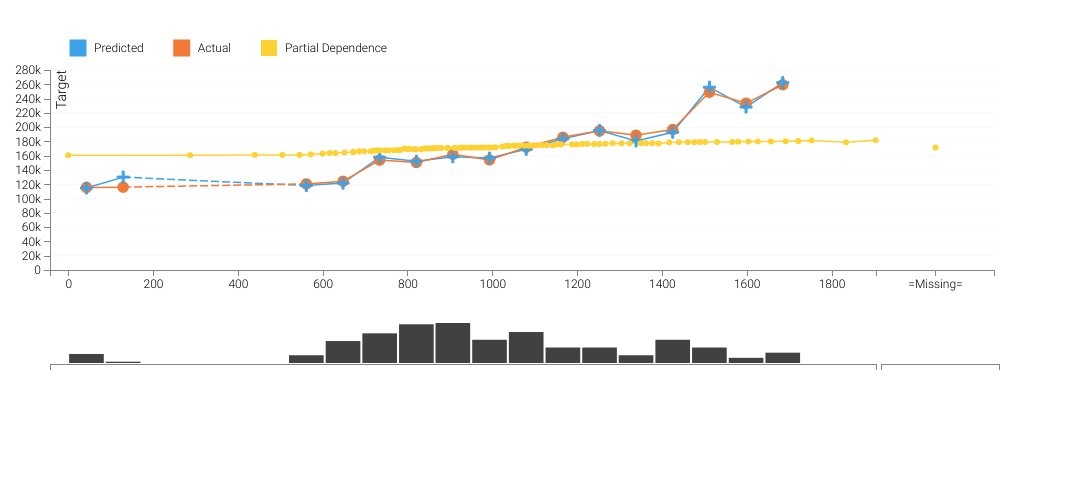 Predicted Actual Partial Dependence
Target
280k
260k
240k
220k
200k
180k
160k
140k
120k
100k
80k
60k
40k
20k
0
0 200 400 600 800 1000 1200 1400 1600 1800 =Missing=